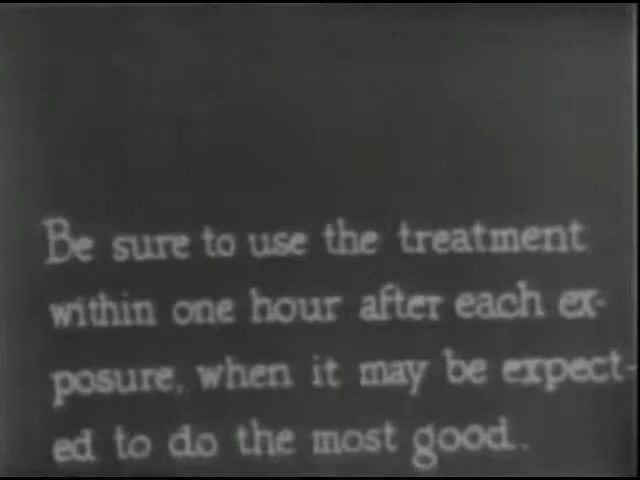 Be sure to use the treatment
within one hour after each ex-
posure, when it may be expect-
ed to do the most good.